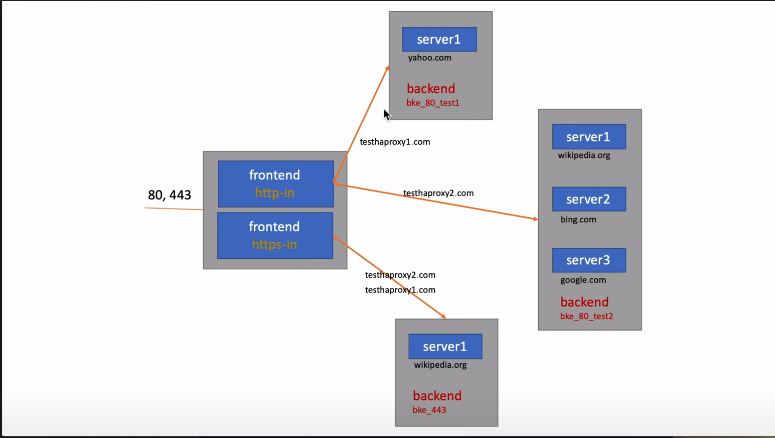 server1
yahoo.com
backend
bke_80_test1
testhaproxy1.com
80, 443
frontend
http-in
frontend
https-in
testhaproxy2.com
server1
wikipedia.org
server2
bing.com
server3
google.com
backend
bke_80_test2
testhaproxy2.com
testhaproxy1.com
server1
wikipedia.org
backend
bke_443